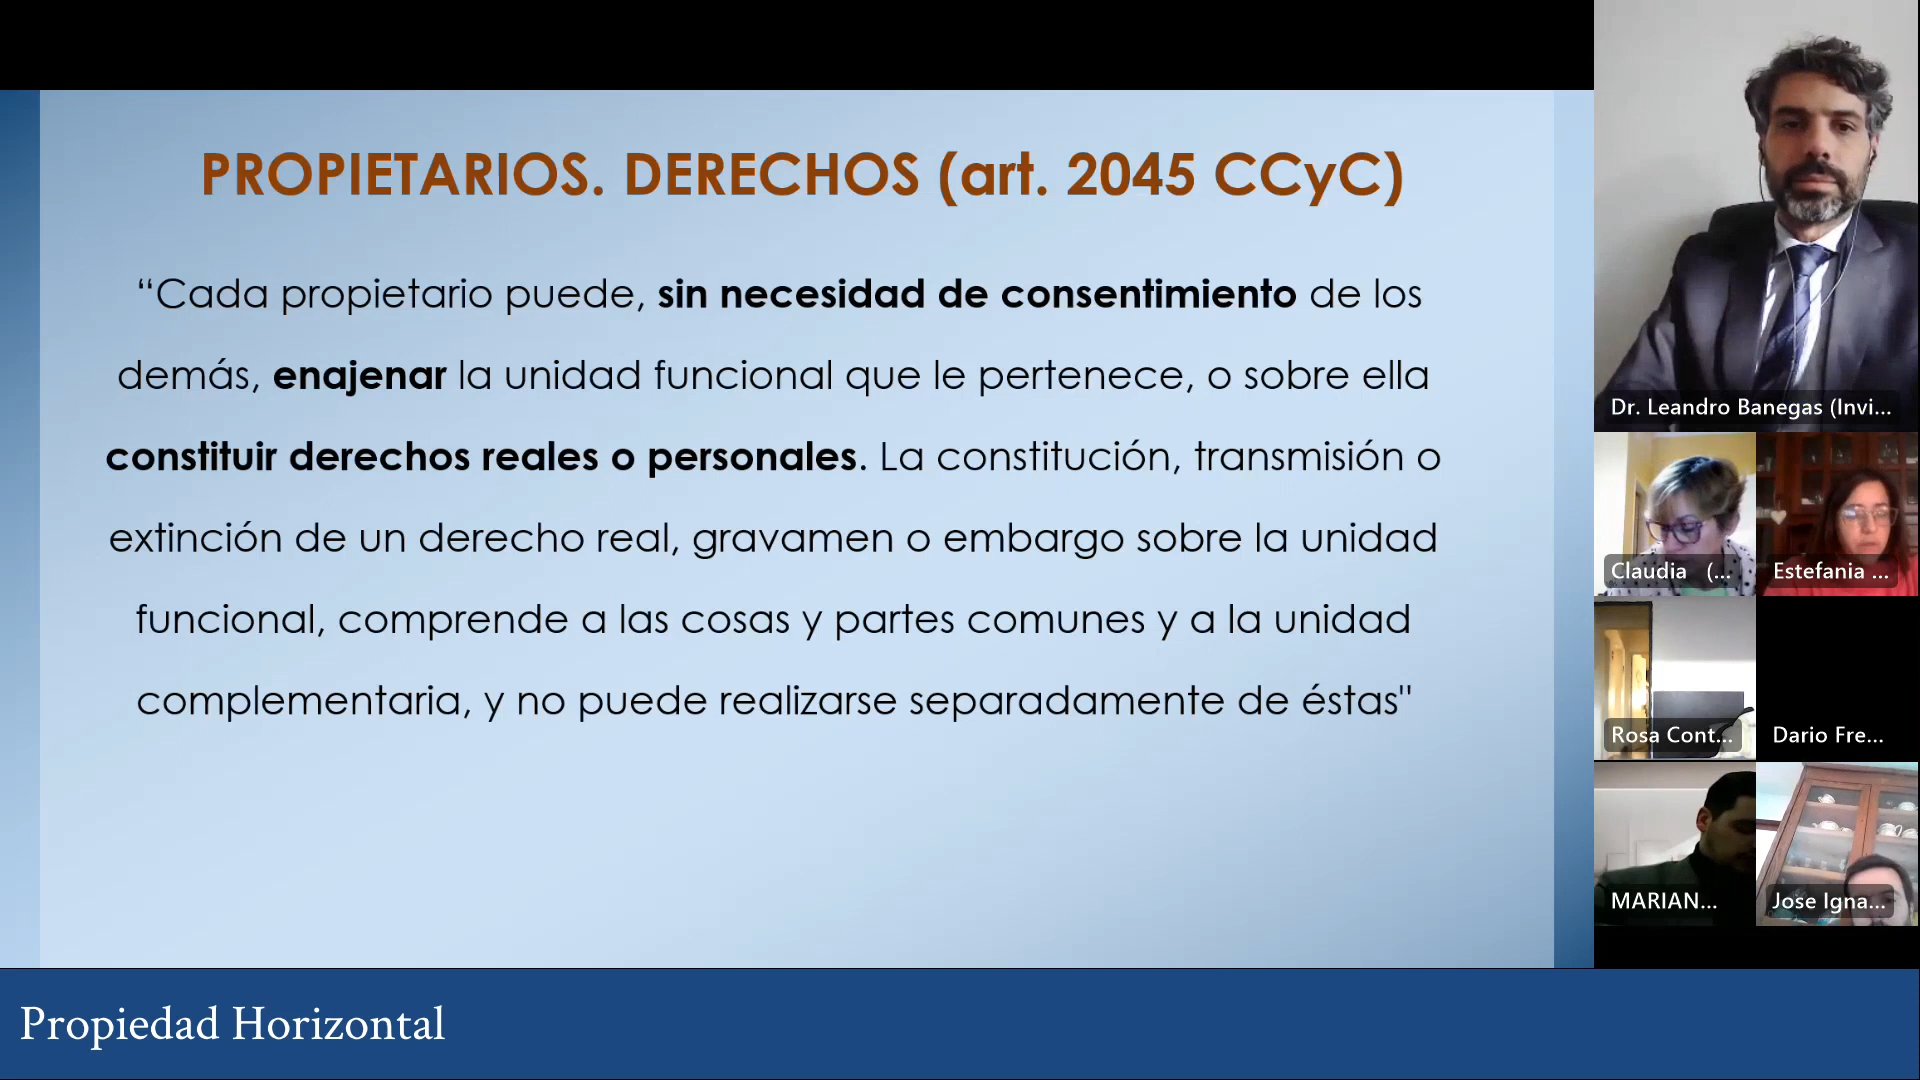 PROPIETARIOS. DERECHOS (art. 2045 CCyC)
“Cada propietario puede, sin necesidad de consentimiento de los
demás, enajenar la unidad funcional que le pertenece, o sobre ella
constituir derechos reales o personales. La constitución, transmisión o
extinción de un derecho real, gravamen o embargo sobre la unidad
funcional, comprende a las cosas y partes comunes y a la unidad
complementaria, y no puede realizarse separadamente de éstas"
Dr. Leandro Banegas (Invi...
Claudia (...
Estefania ...
Rosa Cont...
Dario Fre...
MARIAN...
Jose Igna...
Propiedad Horizontal